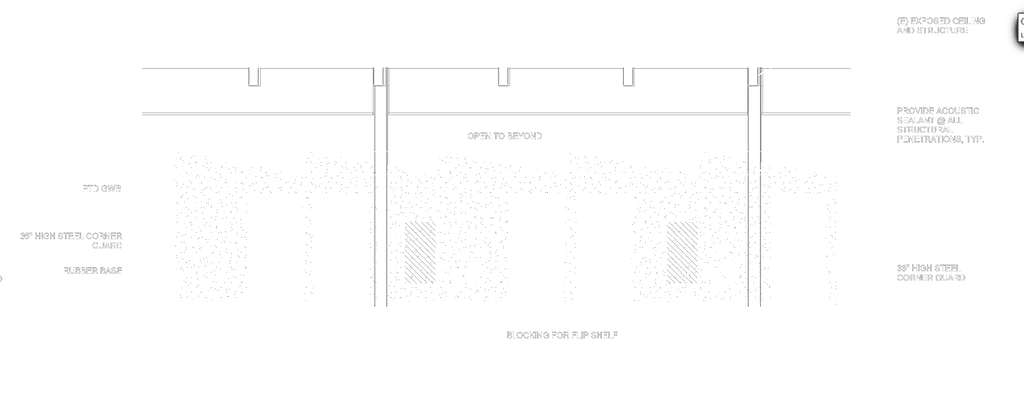 (E) EXPOSED CEILING
AND STRUCTURE
PROVIDE ACOUSTIC
SEALANT @ ALL
STRUCTURAL
PENETRATIONS, TYP.
OPEN TO BEYOND
PTD GWB
36" HIGH STEEL CORNER
GUARD
RUBBER BASE
36" HIGH STEEL
CORNER GUARD
BLOCKING FOR FLIP SHELF